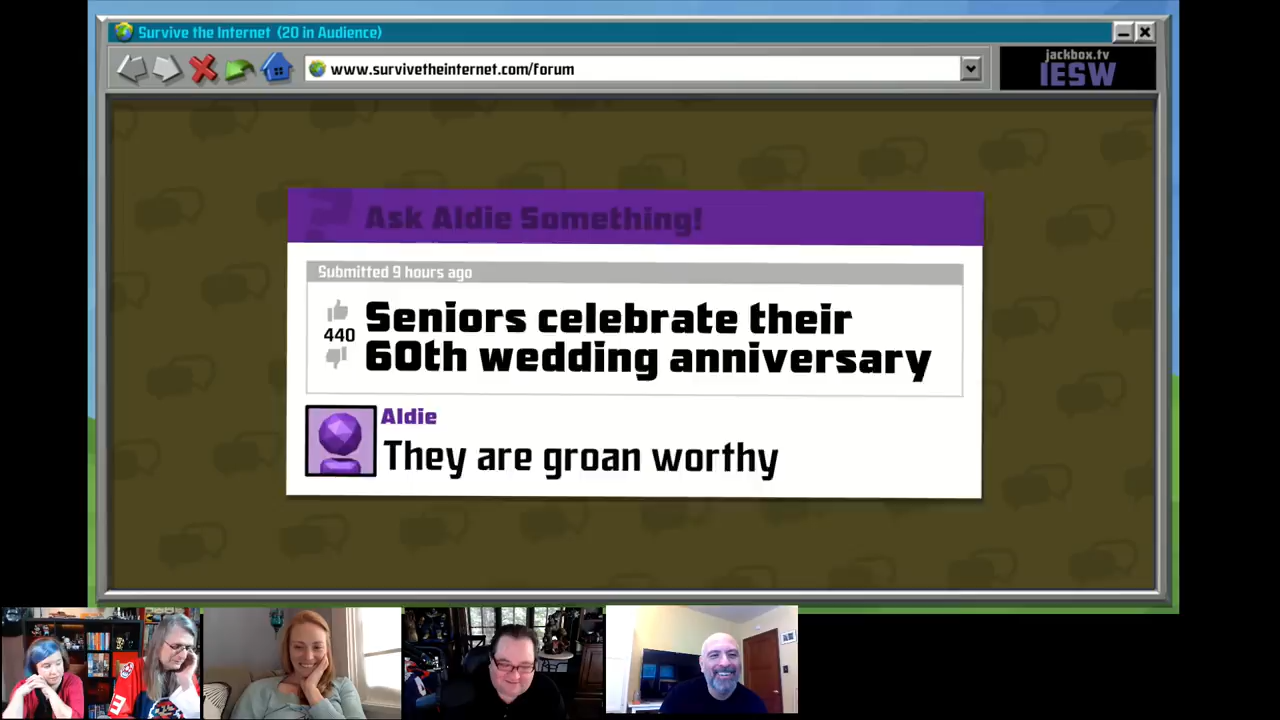 Survive the Internet (20 in Audience)
www.survivetheinternet.com/forum
jackbox.tv
IESW
Ask Aldie Something!
Submitted 9 hours ago
440
Seniors celebrate their
60th wedding anniversary
Aldie
They are groan worthy